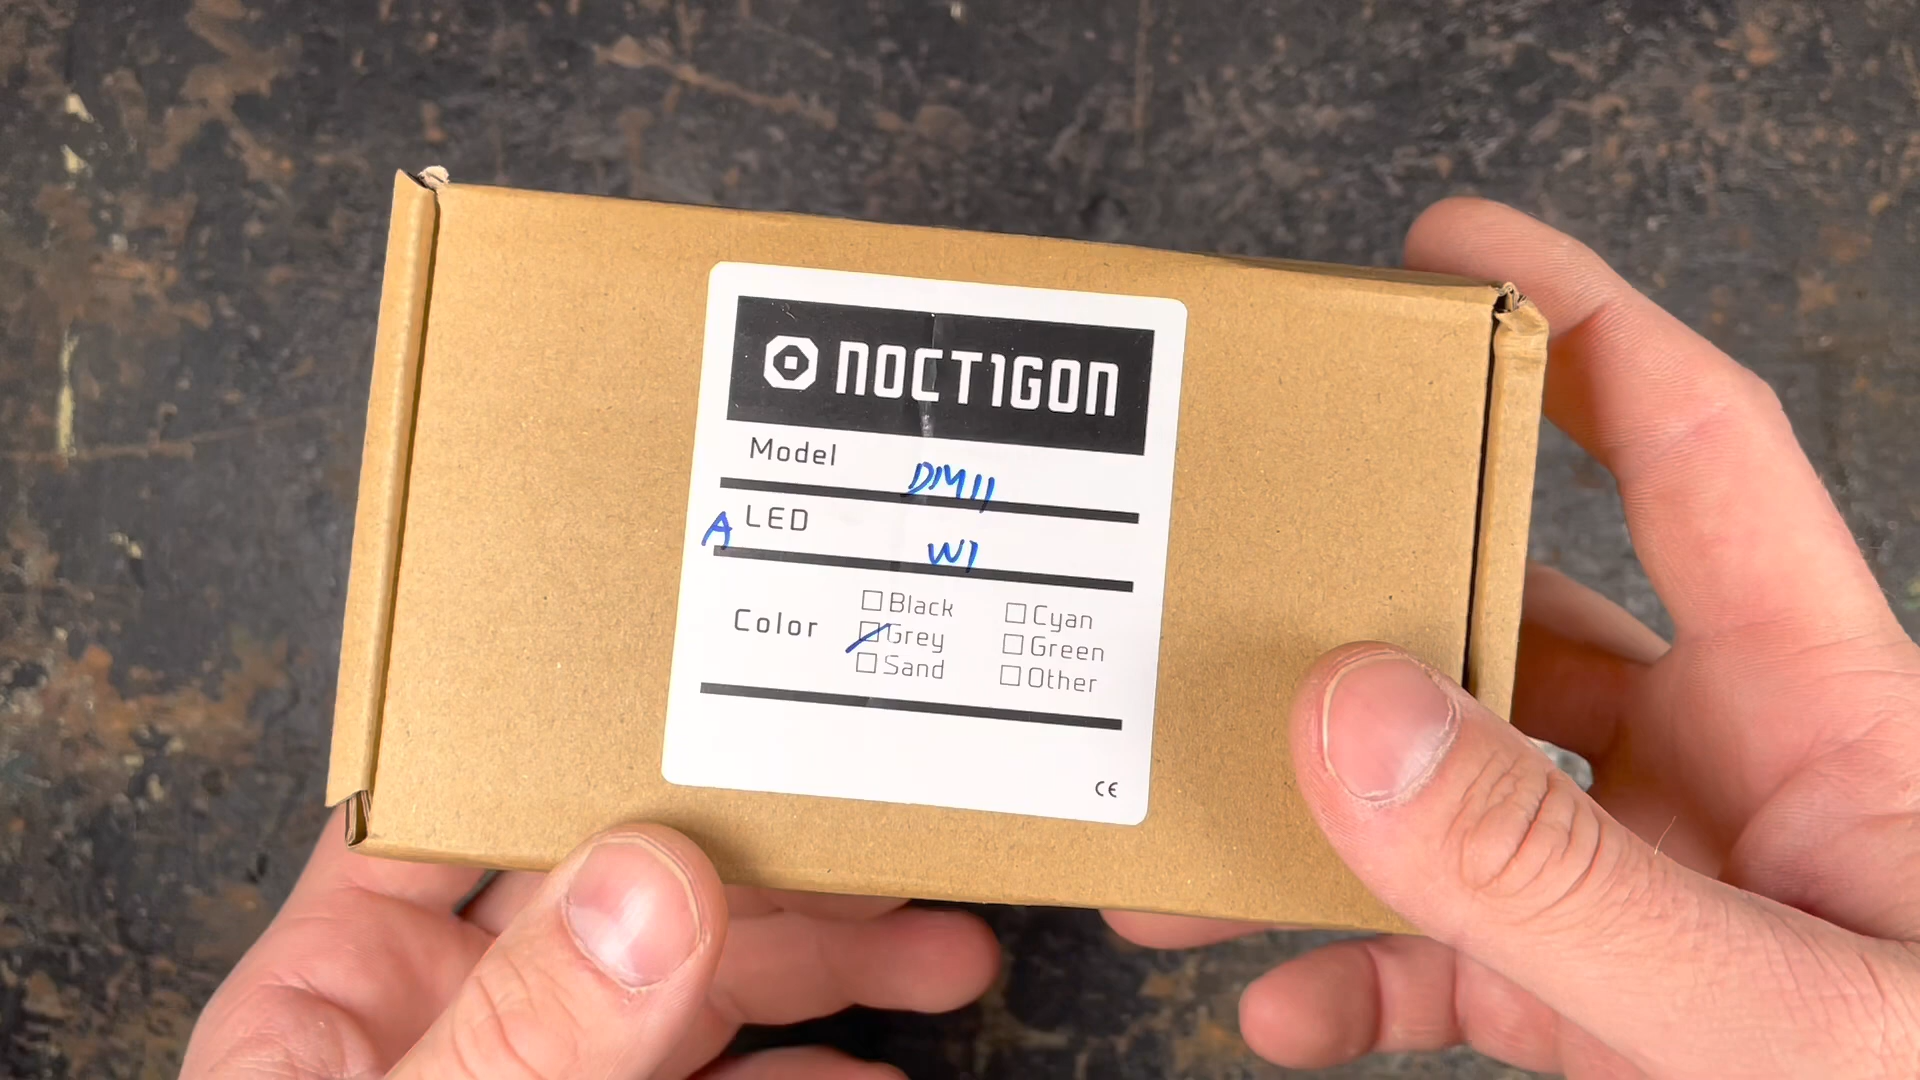 NOCTIGON
Model DM11
A LED W1
Color
Black Cyan
Grey Green
Sand Other
CE